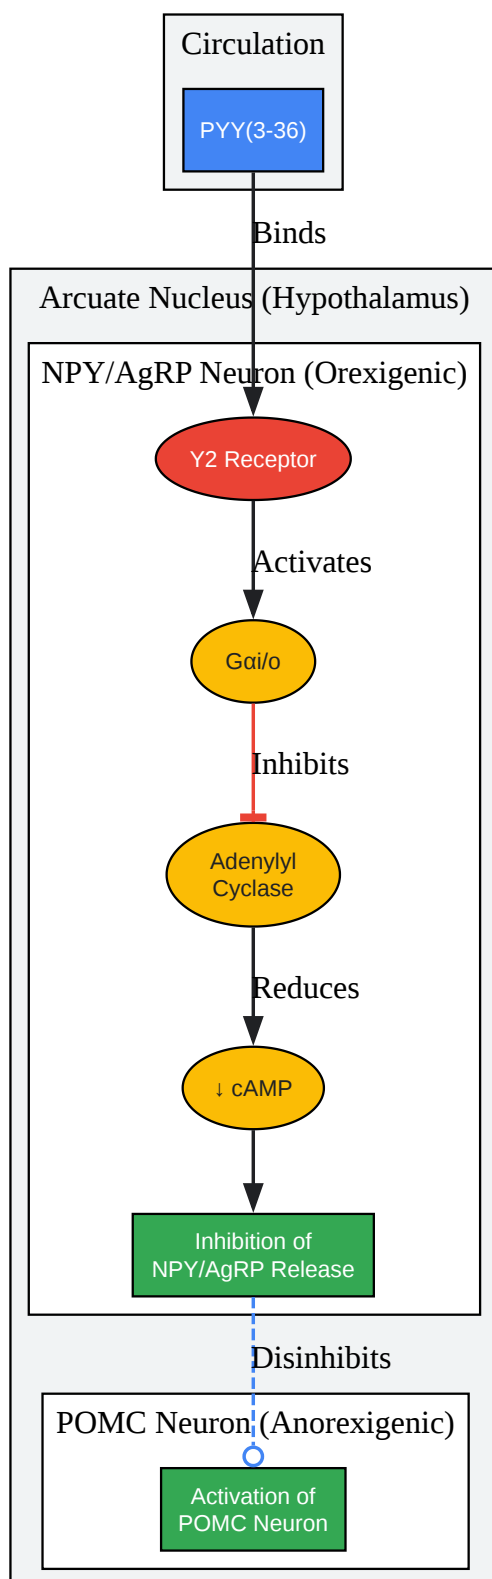 Circulation
PYY(3-36)
Binds
Arcuate Nucleus (Hypothalamus)
NPY/AgRP Neuron (Orexigenic)
Y2 Receptor
Activates
Gαi/o
Inhibits
Adenylyl
Cyclase
Reduces
↓ cAMP
Inhibition of
NPY/AgRP Release
Disinhibits
POMC Neuron (Anorexigenic)
Activation of
POMC Neuron